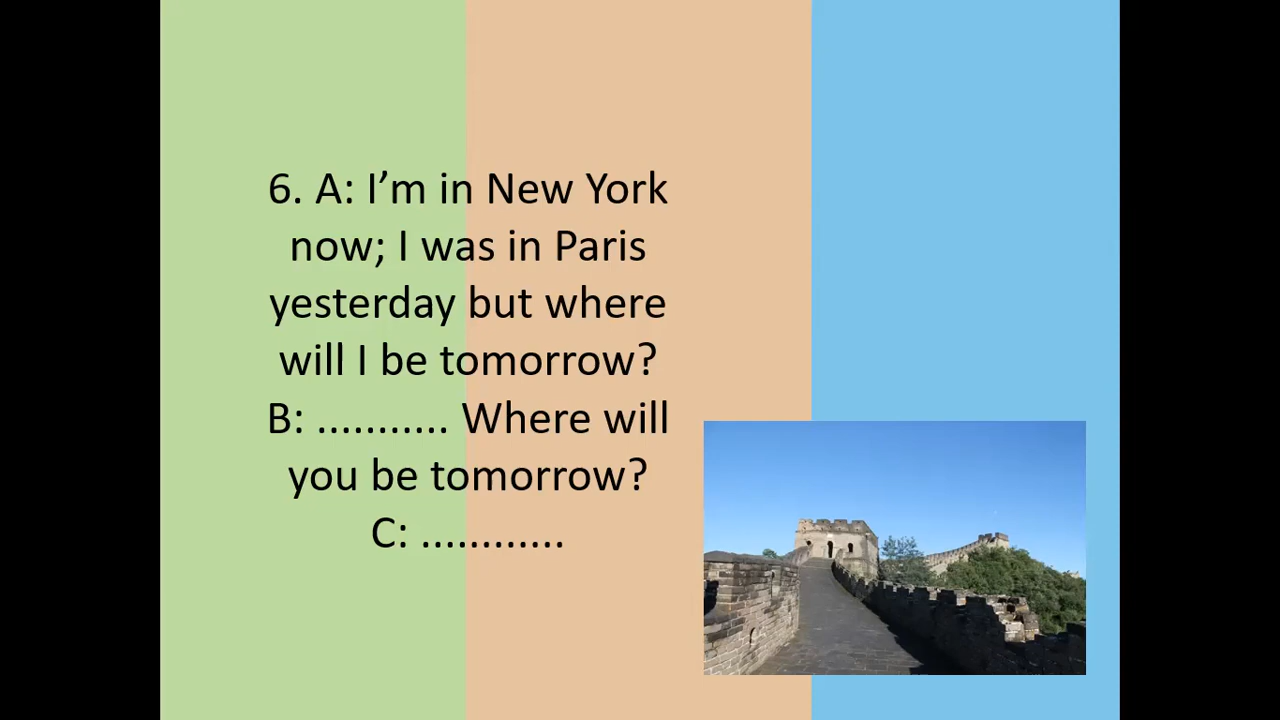 6. A: I’m in New York
now; I was in Paris
yesterday but where
will I be tomorrow?
B: ........... Where will
you be tomorrow?
C: ............